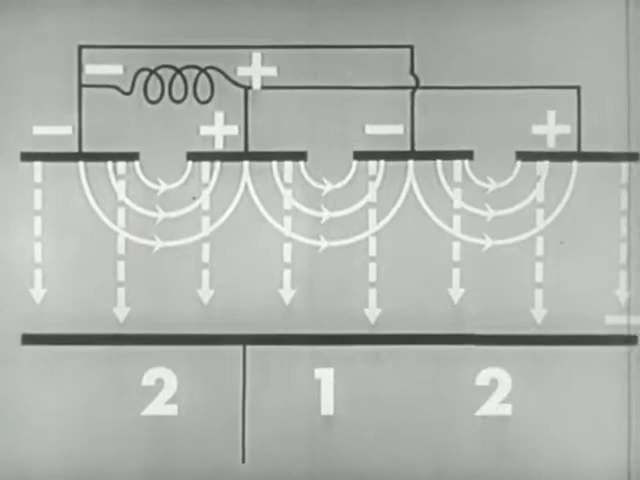 − +
− + − +
−
2 1 2